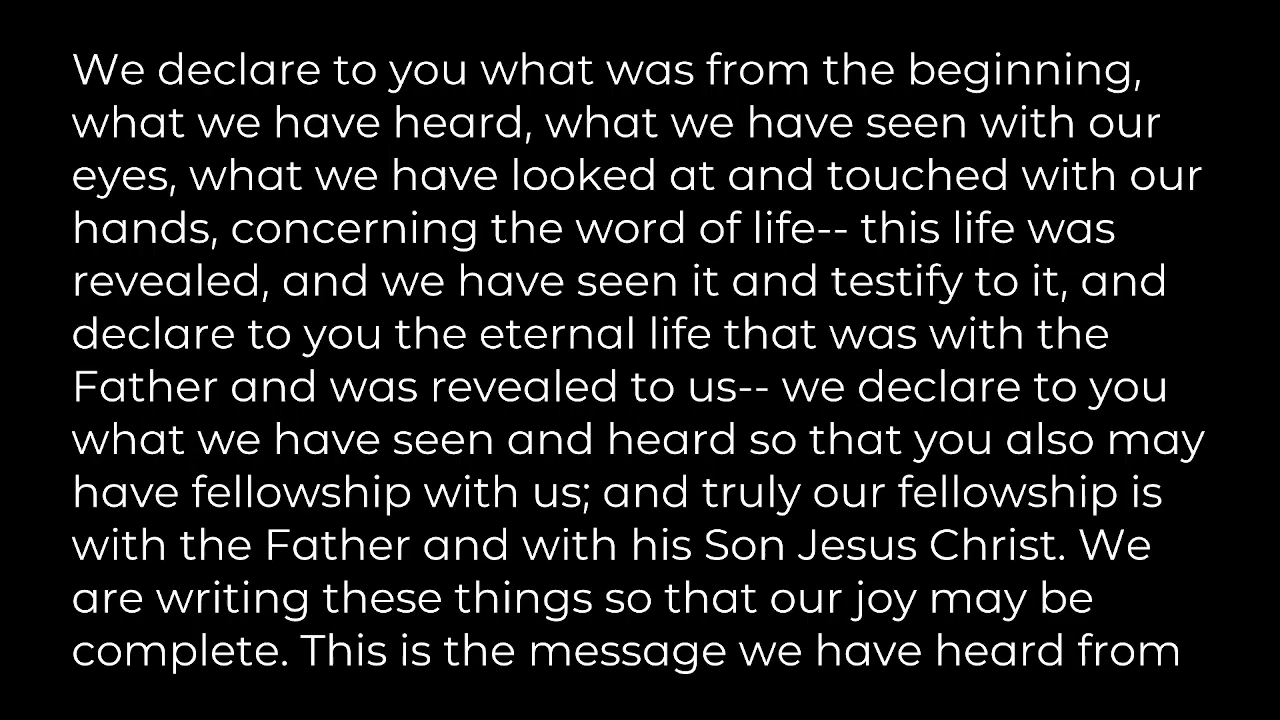 We declare to you what was from the beginning,
what we have heard, what we have seen with our
eyes, what we have looked at and touched with our
hands, concerning the word of life-- this life was
revealed, and we have seen it and testify to it, and
declare to you the eternal life that was with the
Father and was revealed to us-- we declare to you
what we have seen and heard so that you also may
have fellowship with us; and truly our fellowship is
with the Father and with his Son Jesus Christ. We
are writing these things so that our joy may be
complete. This is the message we have heard from